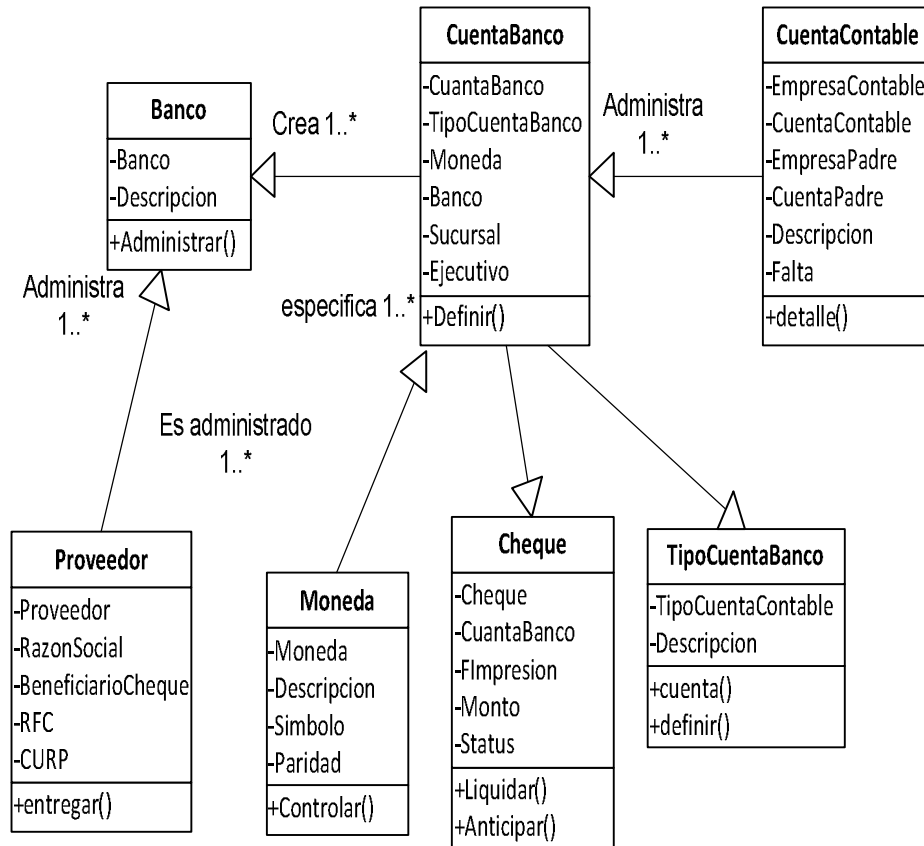 CuentaBanco
-CuantaBanco
-TipoCuentaBanco
-Moneda
-Banco
-Sucursal
-Ejecutivo
+Definir()
CuentaContable
-EmpresaContable
-CuentaContable
-EmpresaPadre
-CuentaPadre
-Descripcion
-Falta
+detalle()
Banco
-Banco
-Descripcion
+Administrar()
Crea 1..*
Administra
1..*
Administra
1..*
especifica 1..*
Es administrado
1..*
Proveedor
-Proveedor
-RazonSocial
-BeneficiarioCheque
-RFC
-CURP
+entregar()
Moneda
-Moneda
-Descripcion
-Simbolo
-Paridad
+Controlar()
Cheque
-Cheque
-CuantaBanco
-FImpresion
-Monto
-Status
+Liquidar()
+Anticipar()
TipoCuentaBanco
-TipoCuentaContable
-Descripcion
+cuenta()
+definir()